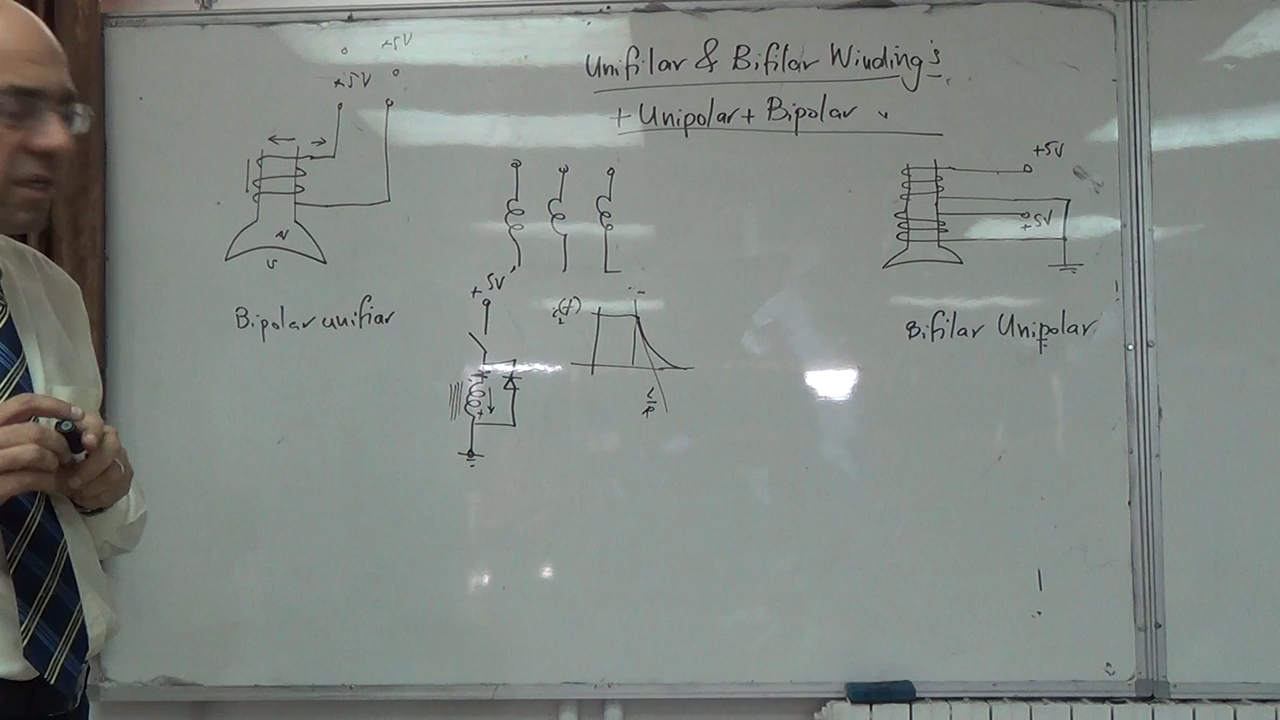 Unifilar & Bifilar Winding's
+ Unipolar + Bipolar
+5V
+5V
N
+5V
+5V
Bipolar unifiar
+5V
i(t)
Bifilar Unipolar